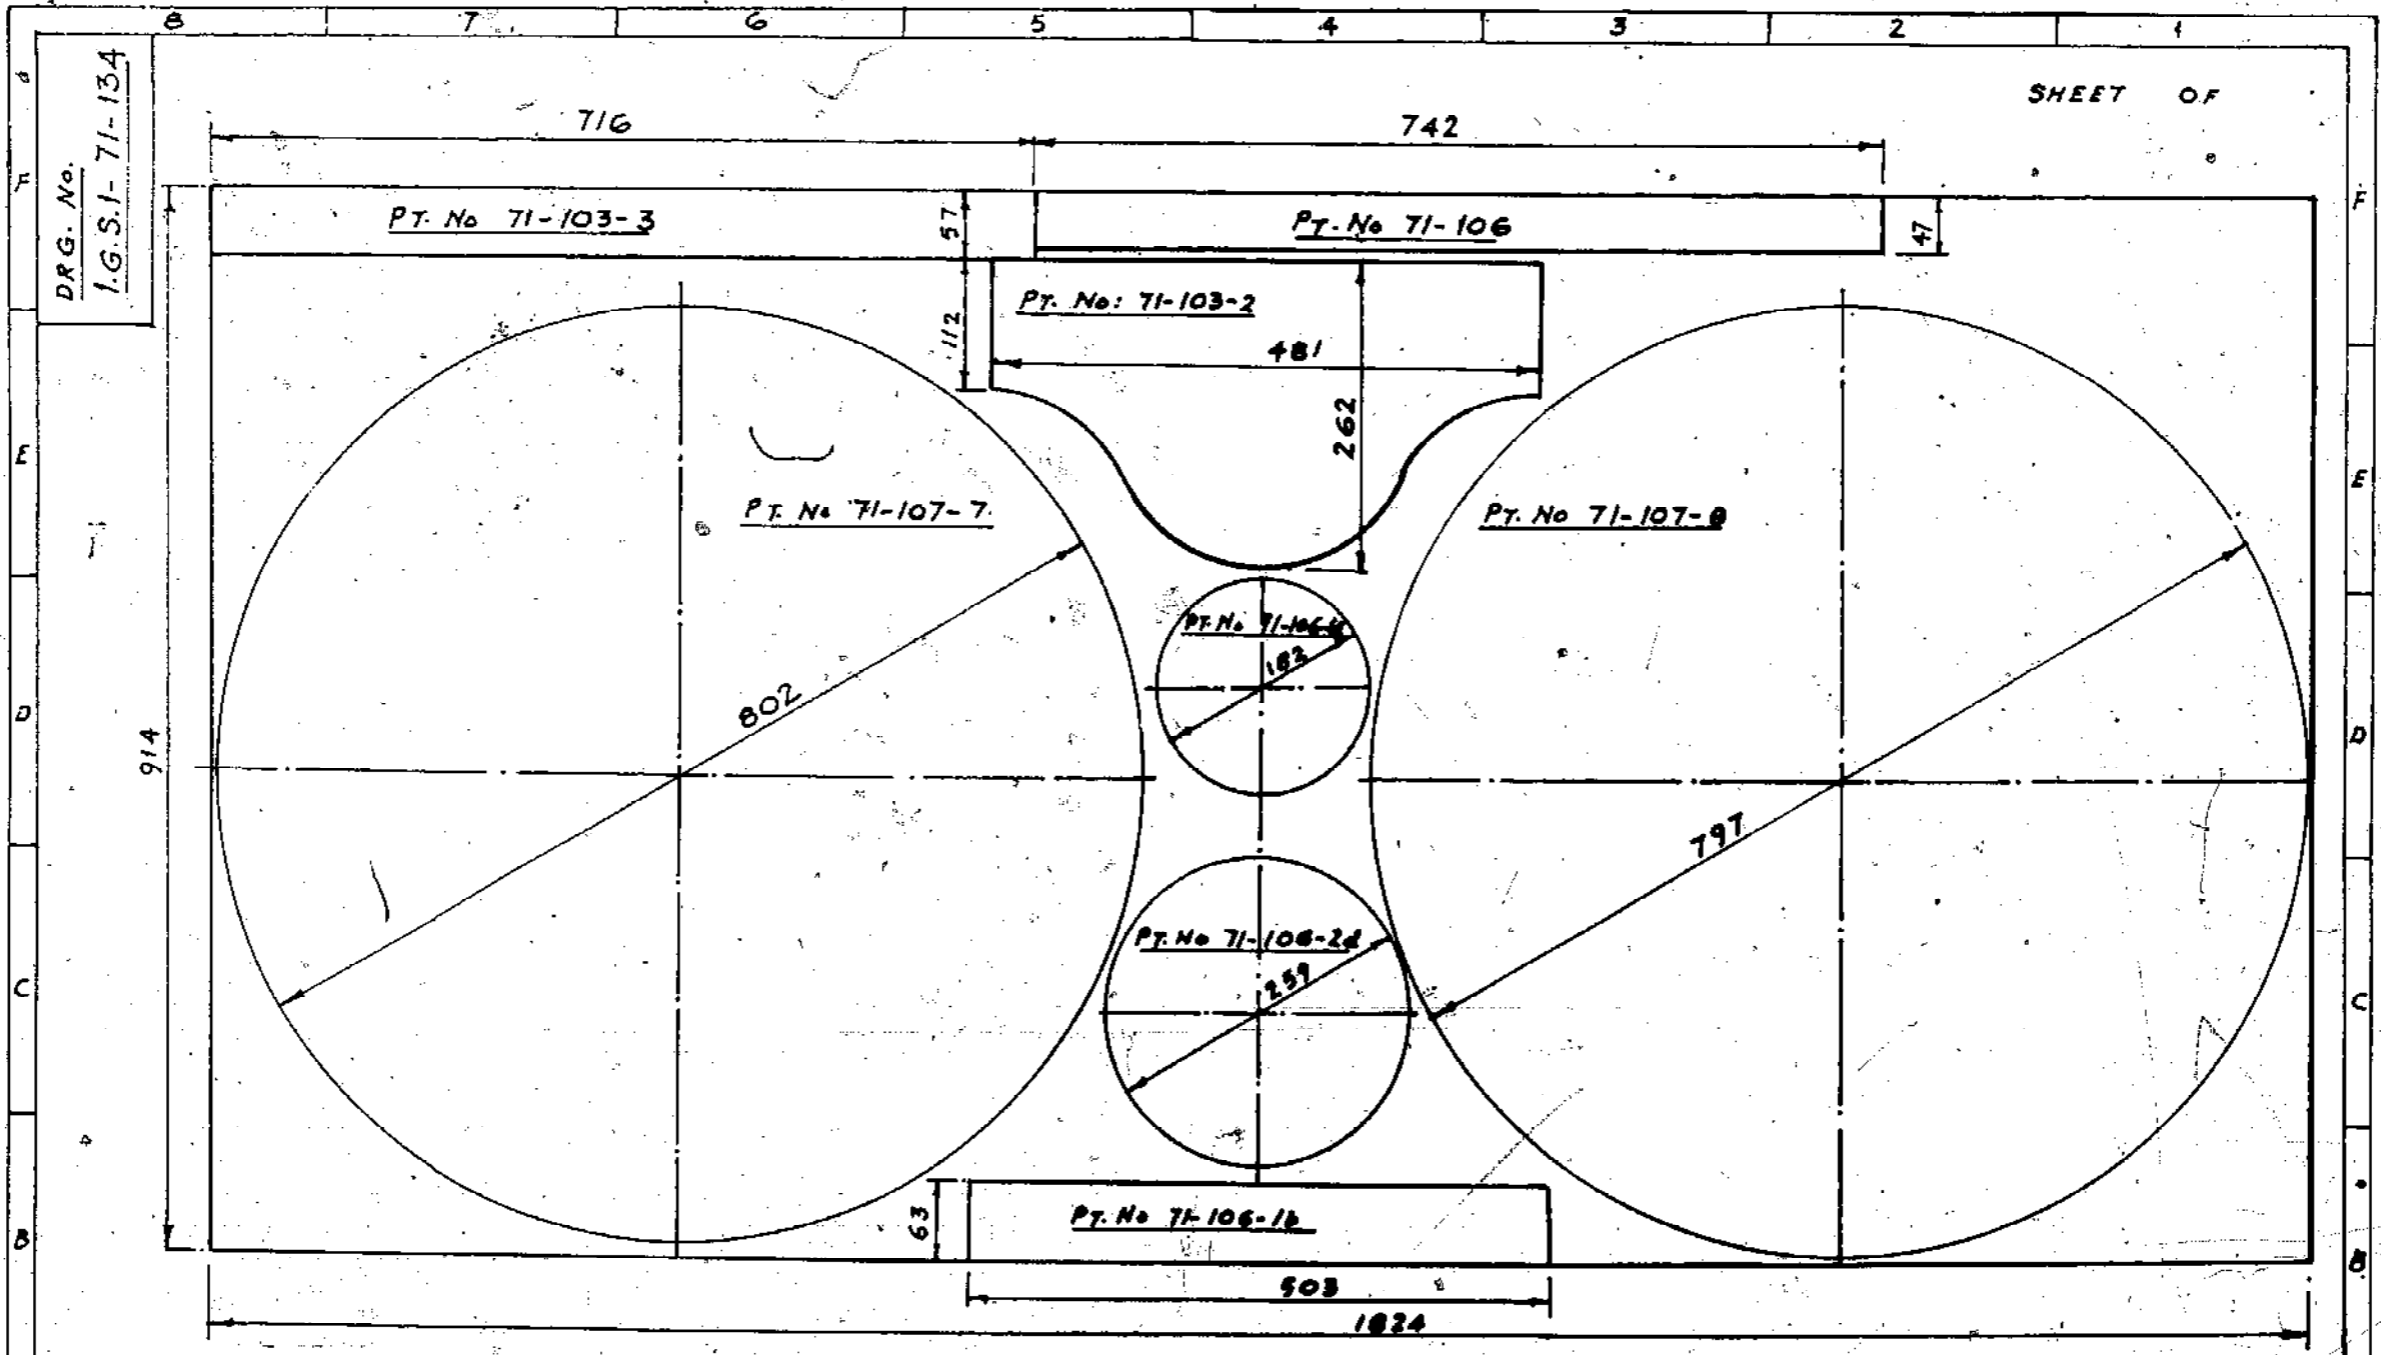 8 7 6 5 4 3 2 1
DRG. No.
I.G.S.I-71-134
SHEET OF
716
742
F
F
PT. No 71-103-3
57
PT. No 71-106
47
PT. No: 71-103-2
112
481
262
E
E
PT. No 71-107-7
PT. No 71-107-8
PT. No
182
802
D
D
914
797
PT. No 71-106-2d
259
C
C
63
PT. No 71-106-1b
B
B
503
1824